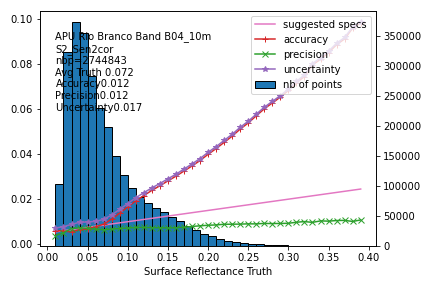 0.10
0.08
0.06
0.04
0.02
0.00
APU Rio Branco Band B04_10m
S2_Sen2cor
nbp=2744843
Avg Truth 0.072
Accuracy0.012
Precision0.012
Uncertainty0.017
suggested specs
accuracy
precision
uncertainty
nb of points
350000
300000
250000
200000
150000
100000
50000
0
0.00 0.05 0.10 0.15 0.20 0.25 0.30 0.35 0.40
Surface Reflectance Truth